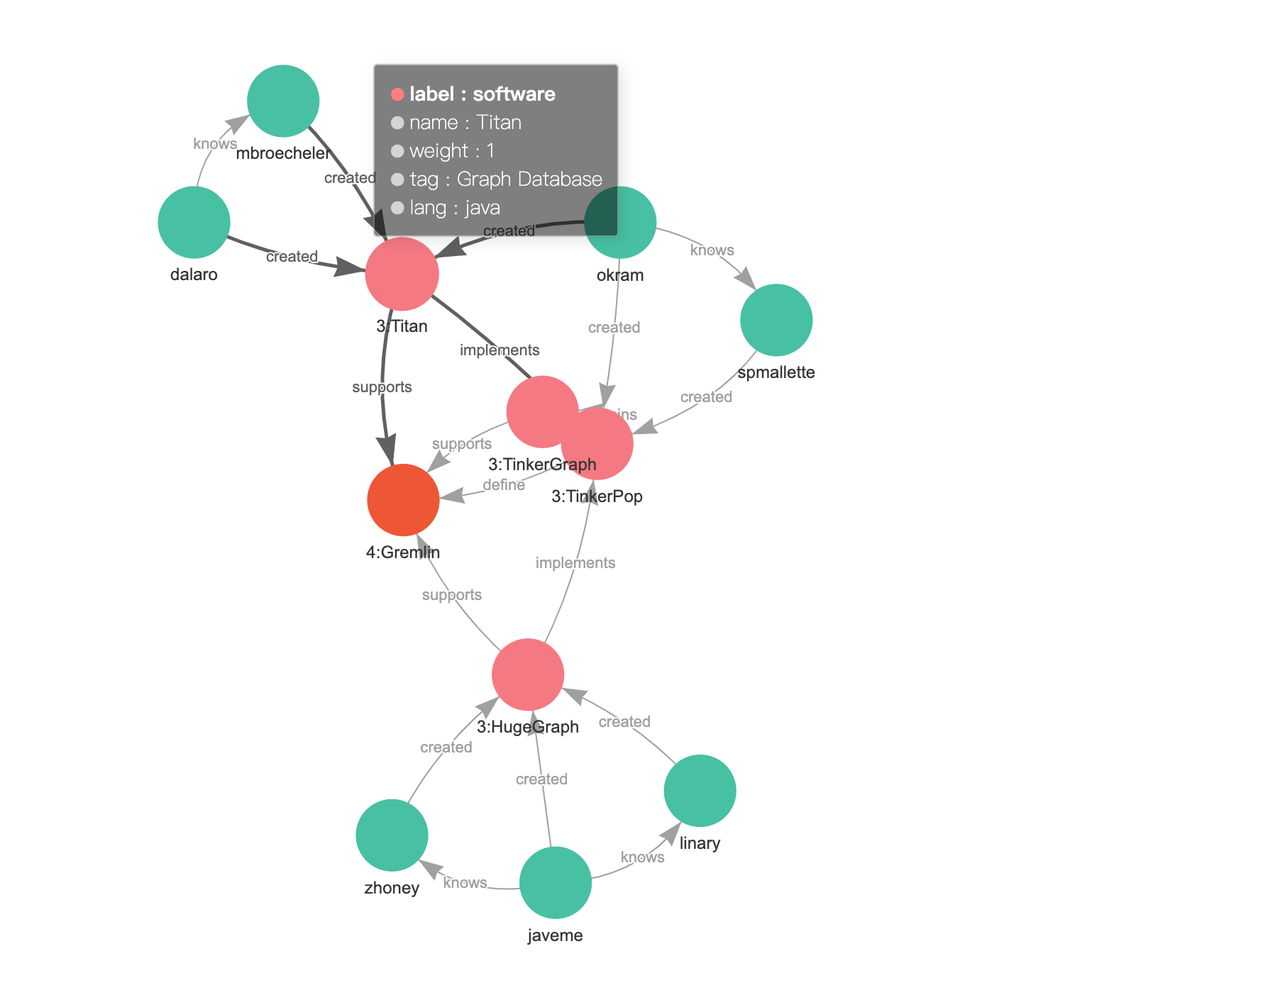 label : software
name : Titan
weight : 1
tag : Graph Database
lang : java
knows
mbroecheler
created
created
okram
knows
created
dalaro
3:Titan
created
implements
supports
spmallette
created
supports
3:TinkerGraph
define
3:TinkerPop
4:Gremlin
implements
supports
3:HugeGraph
created
created
created
linary
knows
knows
zhoney
javeme